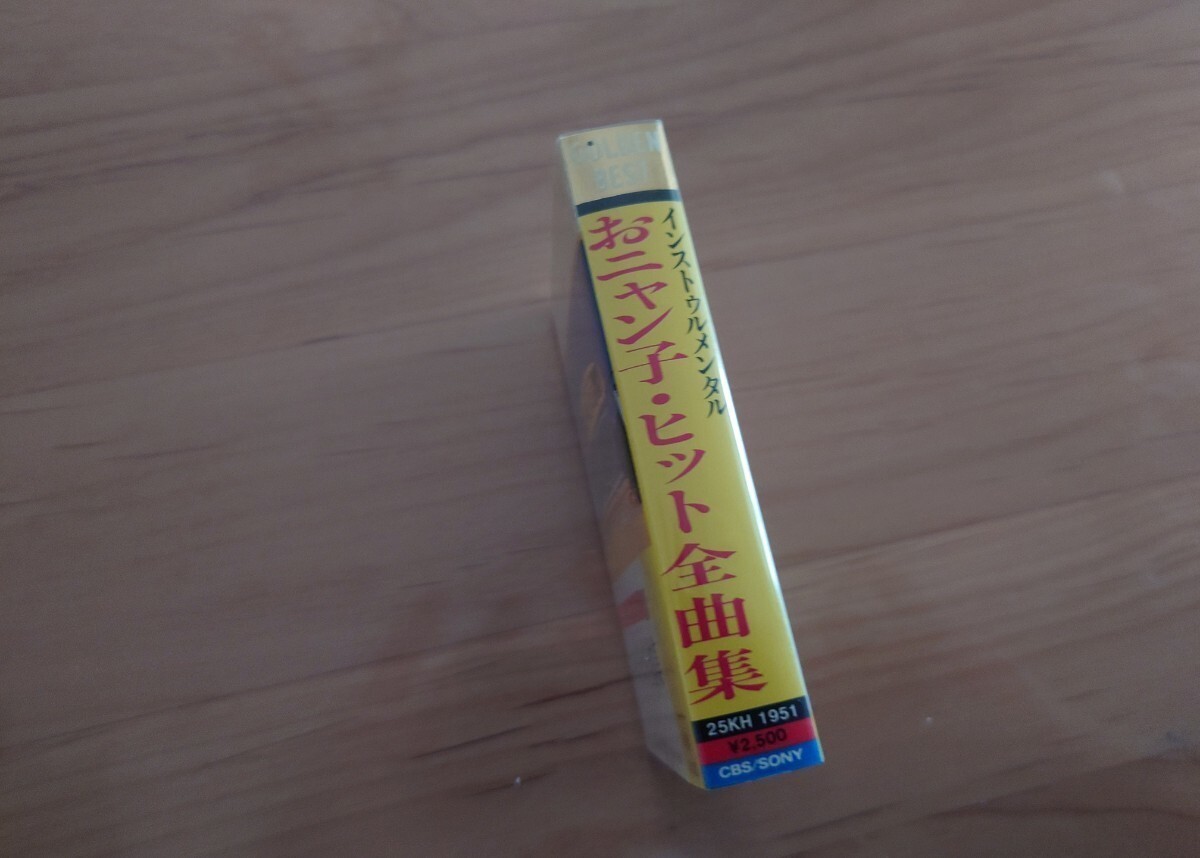 GOLDEN
BEST
インストゥルメンタル
おニャン子・ヒット全曲集
25KH 1951
¥2,500
CBS/SONY